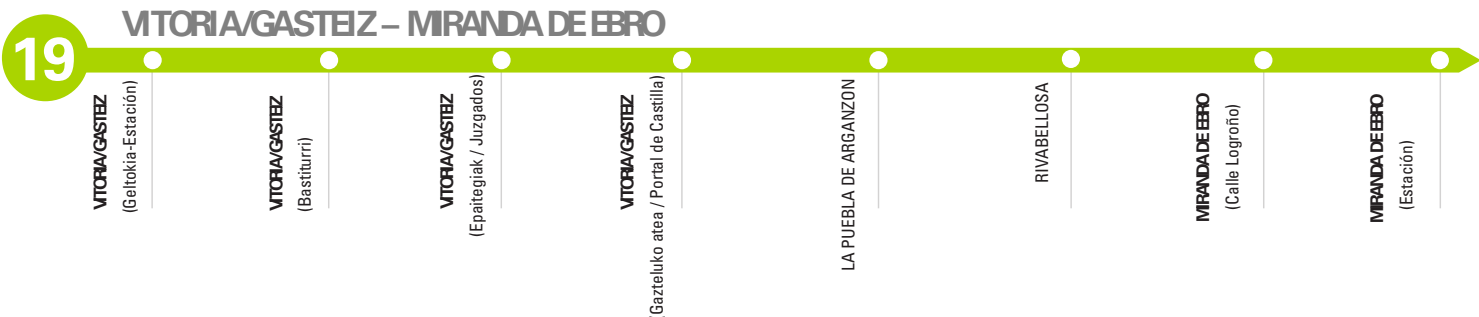 19
VITORIA/GASTEIZ – MIRANDA DE EBRO
VITORIA/GASTEIZ
(Geltokia-Estación)
VITORIA/GASTEIZ
(Bastiturri)
VITORIA/GASTEIZ
(Epaitegiak / Juzgados)
VITORIA/GASTEIZ
(Gazteluko atea / Portal de Castilla)
LA PUEBLA DE ARGANZON
RIVABELLOSA
MIRANDA DE EBRO
(Calle Logroño)
MIRANDA DE EBRO
(Estación)